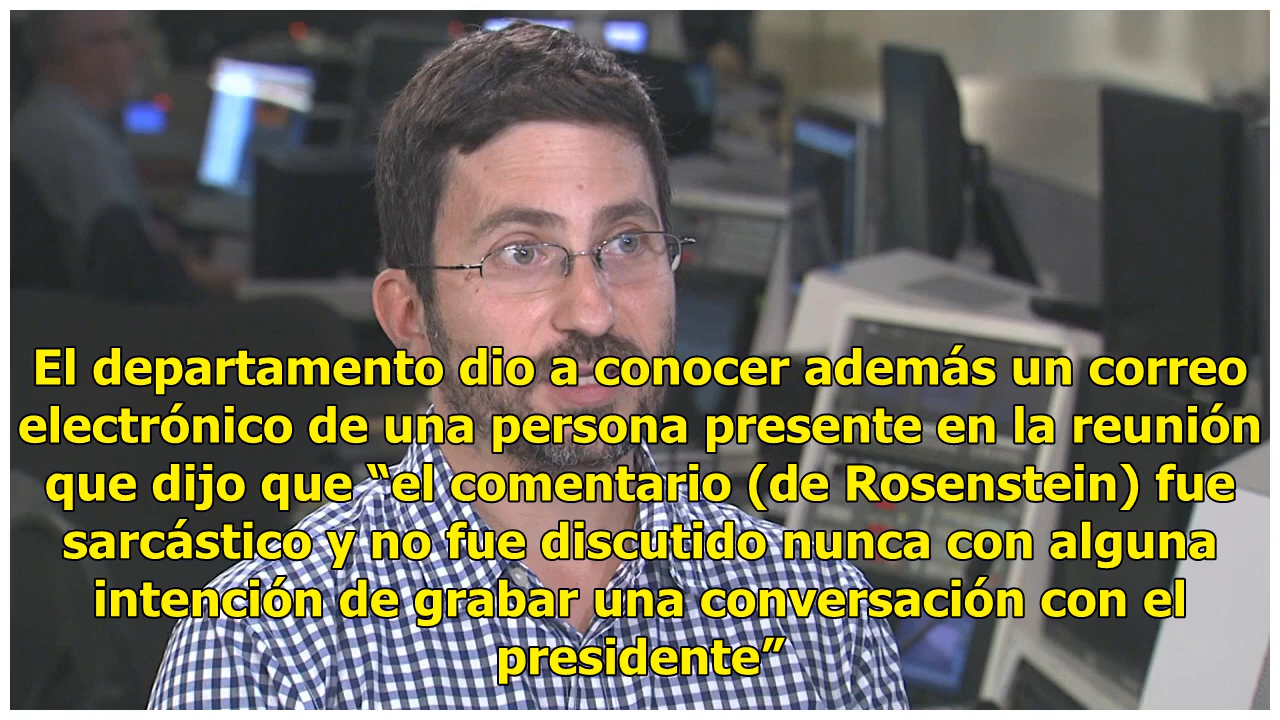 El departamento dio a conocer además un correo
electrónico de una persona presente en la reunión
que dijo que “el comentario (de Rosenstein) fue
sarcástico y no fue discutido nunca con alguna
intención de grabar una conversación con el
presidente”